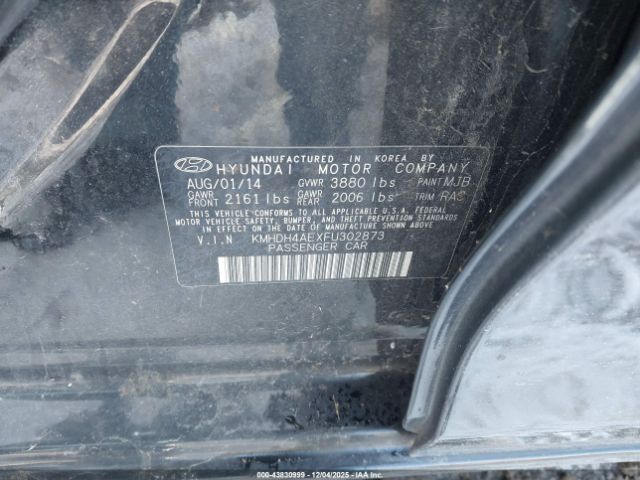 MANUFACTURED IN KOREA BY
HYUNDAI MOTOR COMPANY
AUG/01/14 GVWR 3880 lbs PAINT MJB
GAWR FRONT 2161 lbs GAWR REAR 2006 lbs TRIM RAS
THIS VEHICLE CONFORMS TO ALL APPLICABLE U.S.A. FEDERAL
MOTOR VEHICLE SAFETY, BUMPER, AND THEFT PREVENTION STANDARDS
IN EFFECT ON THE DATE OF MANUFACTURE SHOWN ABOVE
V.I.N KMHDH4AEXFU302873
PASSENGER CAR
000-43830999 - 12/04/2025 - IAAI.COM